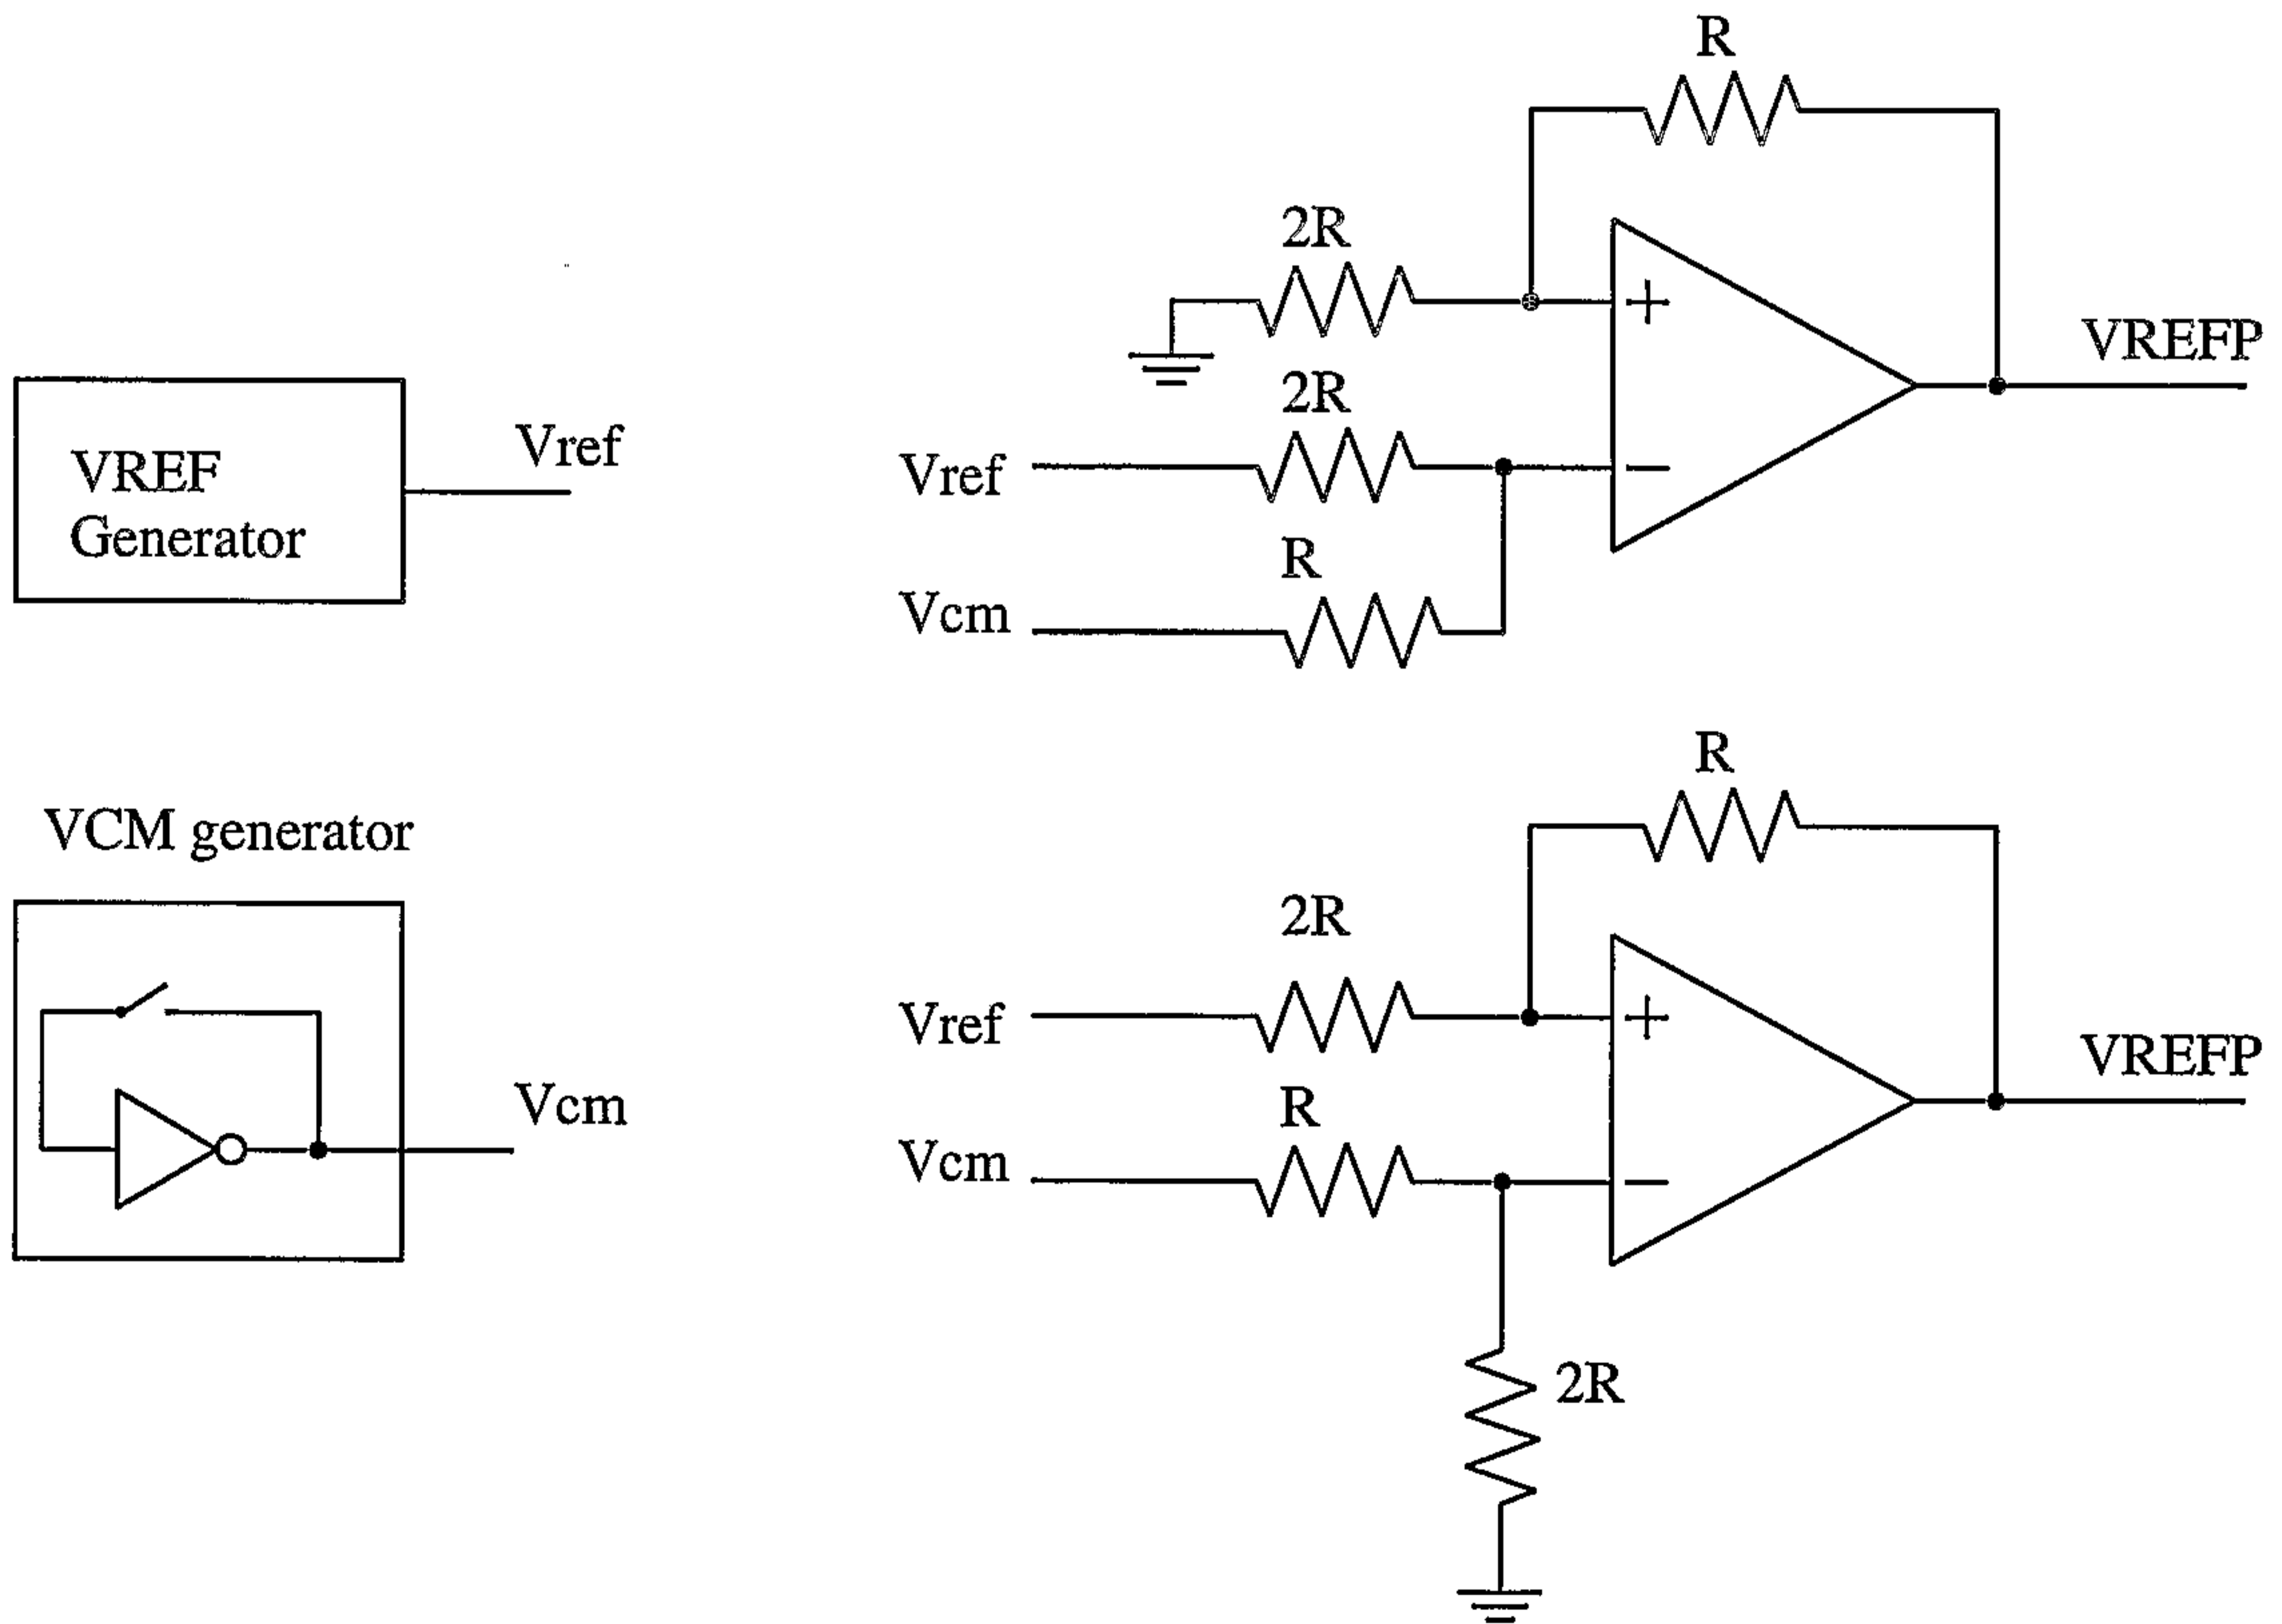 R
2R
VREFP
2R
VREF
Generator
Vref
Vref
R
Vcm
R
VCM generator
2R
Vref
VREFP
R
Vcm
Vcm
2R